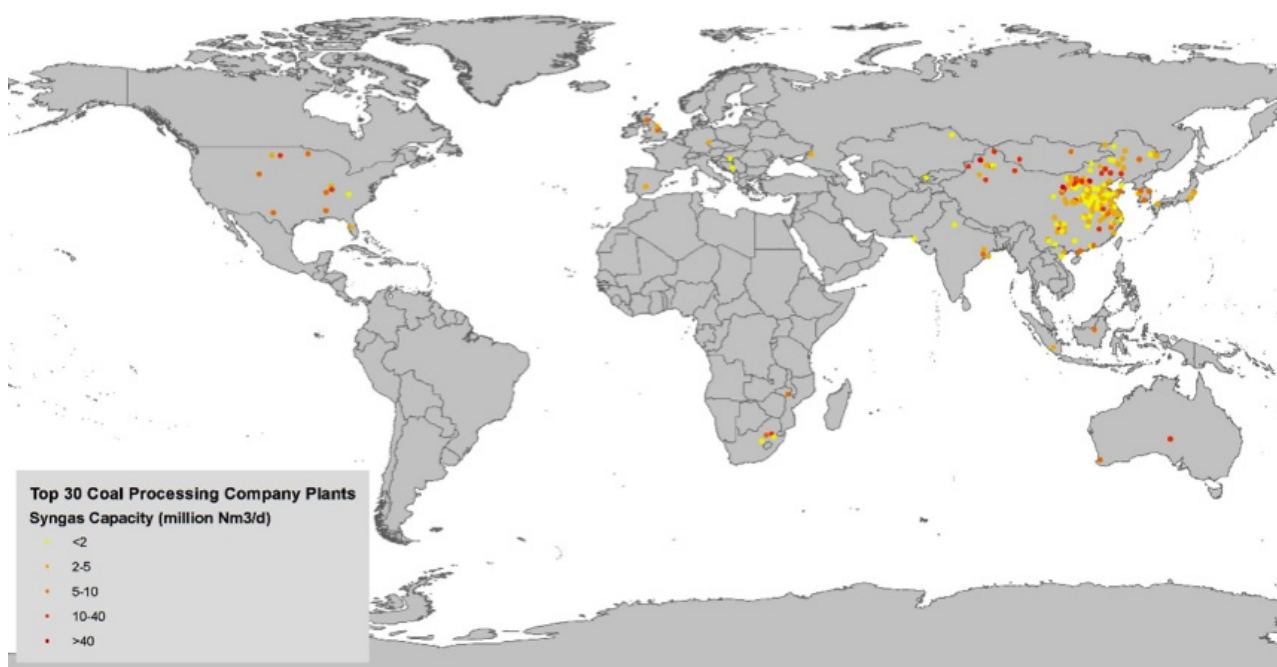 Top 30 Coal Processing Company Plants
Syngas Capacity (million Nm3/d)
<2
2-5
5-10
10-40
>40